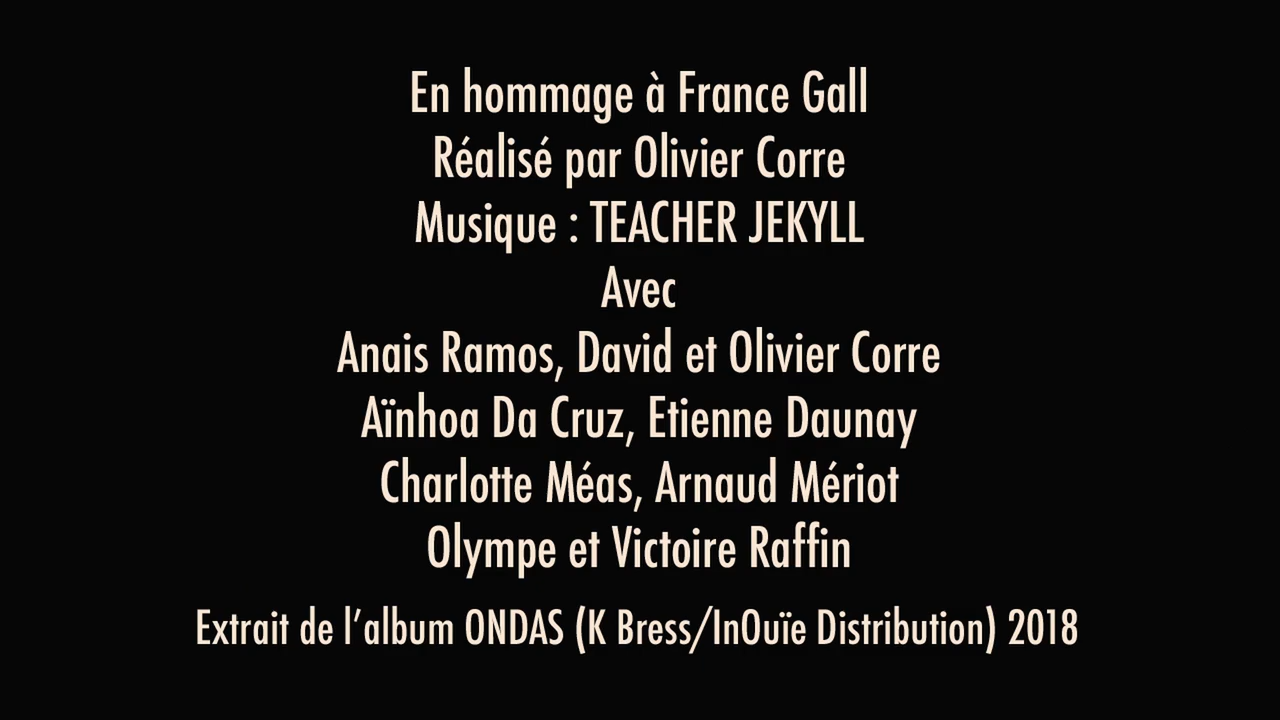 En hommage à France Gall
Réalisé par Olivier Corre
Musique : TEACHER JEKYLL
Avec
Anais Ramos, David et Olivier Corre
Aïnhoa Da Cruz, Etienne Daunay
Charlotte Méas, Arnaud Mériot
Olympe et Victoire Raffin
Extrait de l’album ONDAS (K Bress/InOuïe Distribution) 2018